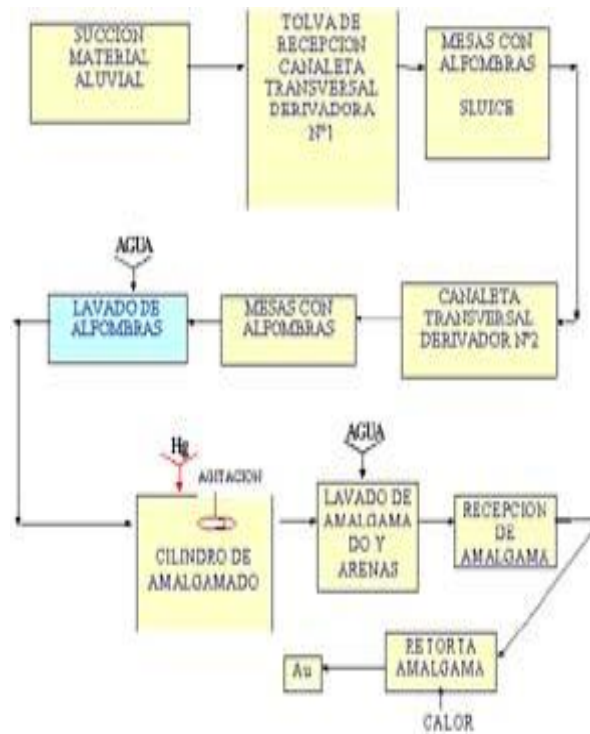 SUCCION
MATERIAL
ALUVIAL
TOLVA DE
RECEPCION
CANALETA
TRANSVERSAL
DERIVADORA
Nº1
MESAS CON
ALFOMBRAS
SLUICE
AGUA
LAVADO DE
ALFOMBRAS
MESAS CON
ALFOMBRAS
CANALETA
TRANSVERSAL
DERIVADOR Nº2
Hg
AGITACION
CILINDRO DE
AMALGAMADO
AGUA
LAVADO DE
AMALGAMA
DO Y
ARENAS
RECEPCION
DE
AMALGAMA
Au
RETORTA
AMALGAMA
CALOR